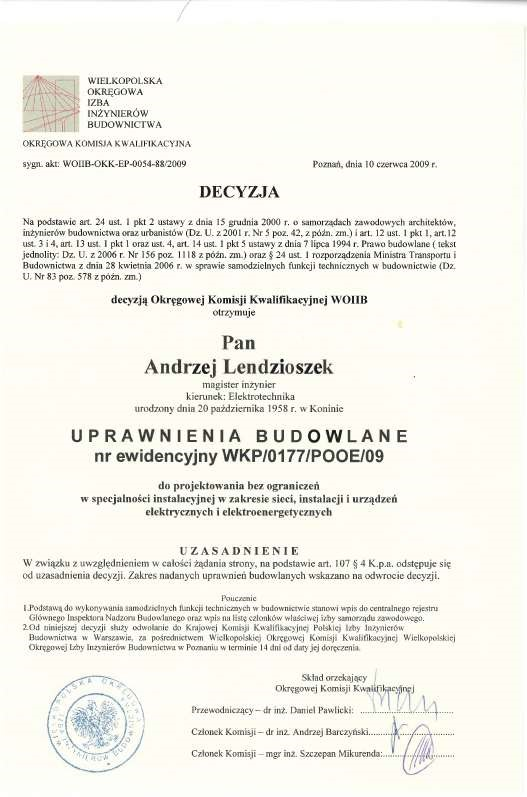 WIELKOPOLSKA
OKRĘGOWA
IZBA
INŻYNIERÓW
BUDOWNICTWA
OKRĘGOWA KOMISJA KWALIFIKACYJNA
sygn. akt: WOIIB-OKK-EP-0054-88/2009 Poznań, dnia 10 czerwca 2009 r.
DECYZJA
Na podstawie art. 24 ust. 1 pkt 2 ustawy z dnia 15 grudnia 2000 r. o samorządach zawodowych architektów,
inżynierów budownictwa oraz urbanistów (Dz. U. z 2001 r. Nr 5 poz. 42, z późn. zm.) i art. 12 ust. 1 pkt 1, art.12
ust. 3 i 4, art. 13 ust. 1 pkt 1 oraz ust. 4, art. 14 ust. 1 pkt 5 ustawy z dnia 7 lipca 1994 r. Prawo budowlane ( tekst
jednolity: Dz. U. z 2006 r. Nr 156 poz. 1118 z późn. zm.) oraz § 24 ust. 1 rozporządzenia Ministra Transportu i
Budownictwa z dnia 28 kwietnia 2006 r. w sprawie samodzielnych funkcji technicznych w budownictwie (Dz.
U. Nr 83 poz. 578 z późn. zm.)
decyzją Okręgowej Komisji Kwalifikacyjnej WOIIB
otrzymuje
Pan
Andrzej Lendzioszek
magister inżynier
kierunek: Elektrotechnika
urodzony dnia 20 października 1958 r. w Koninie
UPRAWNIENIA BUDOWLANE
nr ewidencyjny WKP/0177/POOE/09
do projektowania bez ograniczeń
w specjalności instalacyjnej w zakresie sieci, instalacji i urządzeń
elektrycznych i elektroenergetycznych
UZASADNIENIE
W związku z uwzględnieniem w całości żądania strony, na podstawie art. 107 § 4 K.p.a. odstępuje się
od uzasadnienia decyzji. Zakres nadanych uprawnień budowlanych wskazano na odwrocie decyzji.
Pouczenie
1.Podstawą do wykonywania samodzielnych funkcji technicznych w budownictwie stanowi wpis do centralnego rejestru
Głównego Inspektora Nadzoru Budowlanego oraz wpis na listę członków właściwej izby samorządu zawodowego.
2.Od niniejszej decyzji służy odwołanie do Krajowej Komisji Kwalifikacyjnej Polskiej Izby Inżynierów
Budownictwa w Warszawie, za pośrednictwem Wielkopolskiej Okręgowej Komisji Kwalifikacyjnej Wielkopolskiej
Okręgowej Izby Inżynierów Budownictwa w Poznaniu w terminie 14 dni od daty jej doręczenia.
Skład orzekający
Okręgowej Komisji Kwalifikacyjnej
Przewodniczący – dr inż. Daniel Pawlicki:
Członek Komisji – dr inż. Andrzej Barczyński
Członek Komisji – mgr inż. Szczepan Mikurenda:
WIELKOPOLSKA OKRĘGOWA
IZBA INŻYNIERÓW BUDOWNICTWA